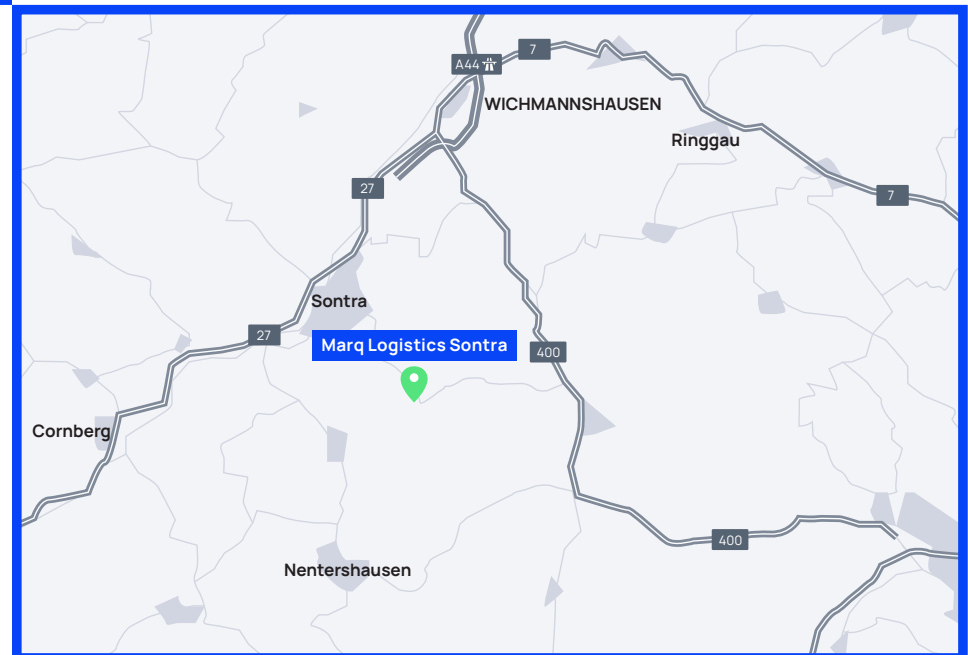 7
A44
WICHMANNSHAUSEN
Ringgau
27
7
Sontra
27
Marq Logistics Sontra
400
Cornberg
400
Nentershausen